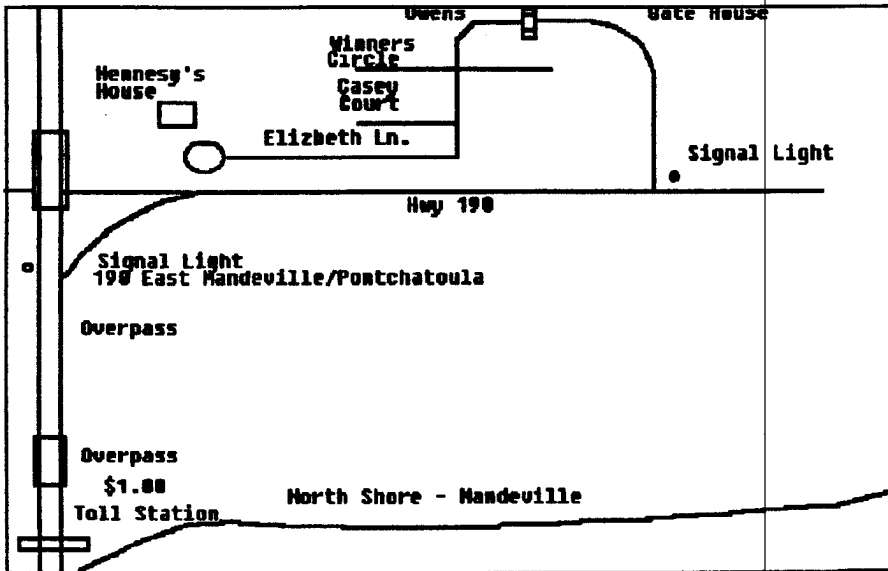 Owens
Gate House
Winners
Circle
Hennesy's
House
Casey
Court
Elizbeth Ln.
Signal Light
Hwy 190
Signal Light
190 East Mandeville/Pontchatoula
Overpass
Overpass
$1.00
North Shore - Mandeville
Toll Station